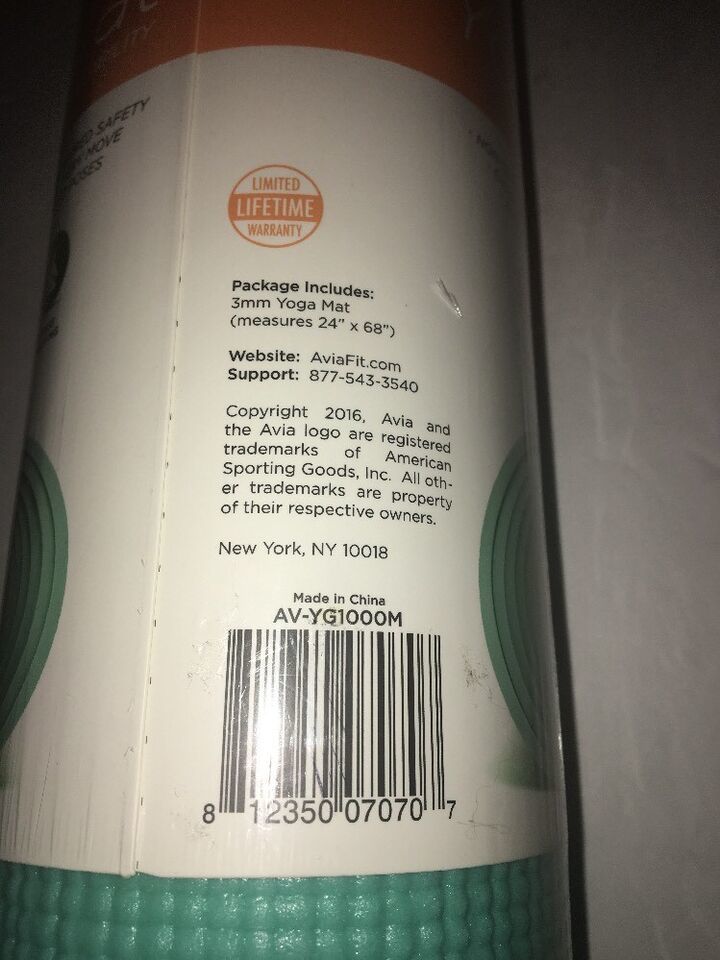 SAFETY
MOVE
LIMITED
LIFETIME
WARRANTY
Package Includes:
3mm Yoga Mat
(measures 24" x 68")
Website: AviaFit.com
Support: 877-543-3540
Copyright 2016, Avia and
the Avia logo are registered
trademarks of American
Sporting Goods, Inc. All oth-
er trademarks are property
of their respective owners.
New York, NY 10018
Made in China
AV-YG1000M
8 12350 07070 7